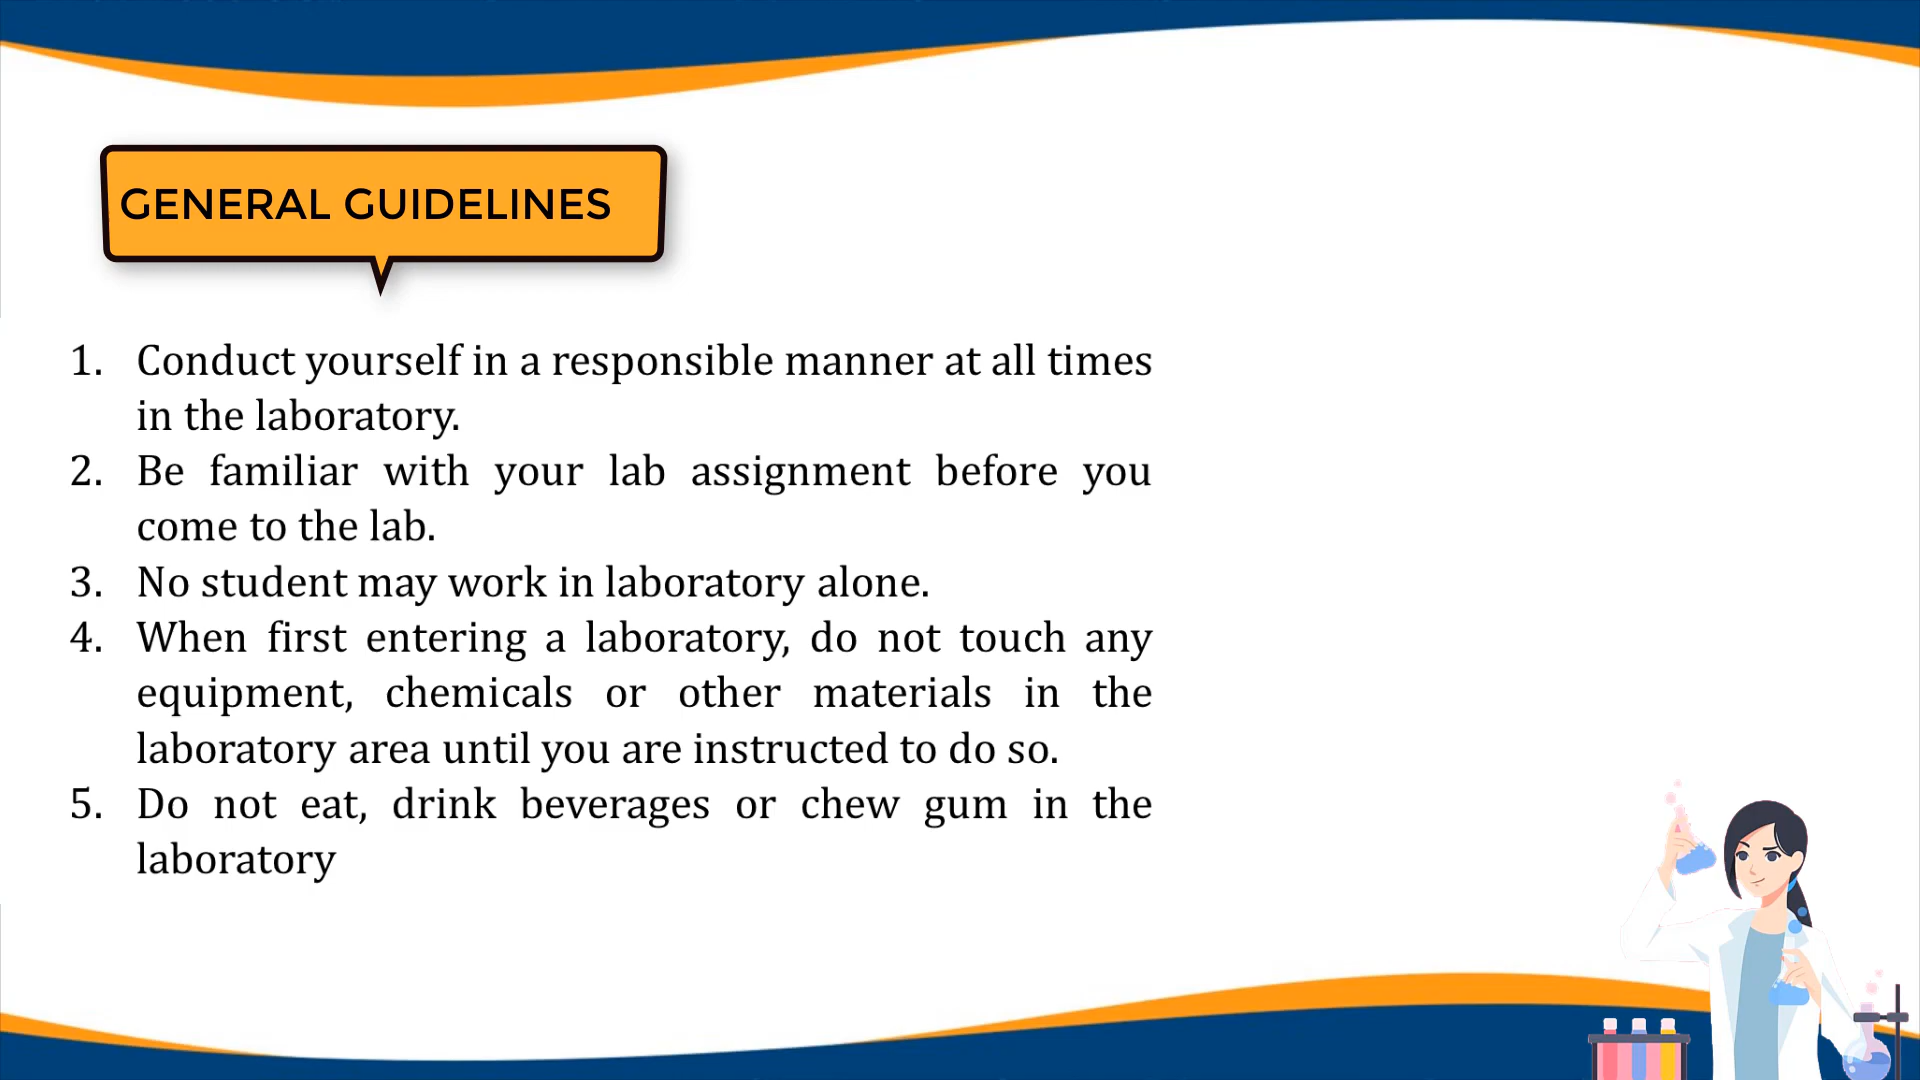 GENERAL GUIDELINES
1. Conduct yourself in a responsible manner at all times
in the laboratory.
2. Be familiar with your lab assignment before you
come to the lab.
3. No student may work in laboratory alone.
4. When first entering a laboratory, do not touch any
equipment, chemicals or other materials in the
laboratory area until you are instructed to do so.
5. Do not eat, drink beverages or chew gum in the
laboratory